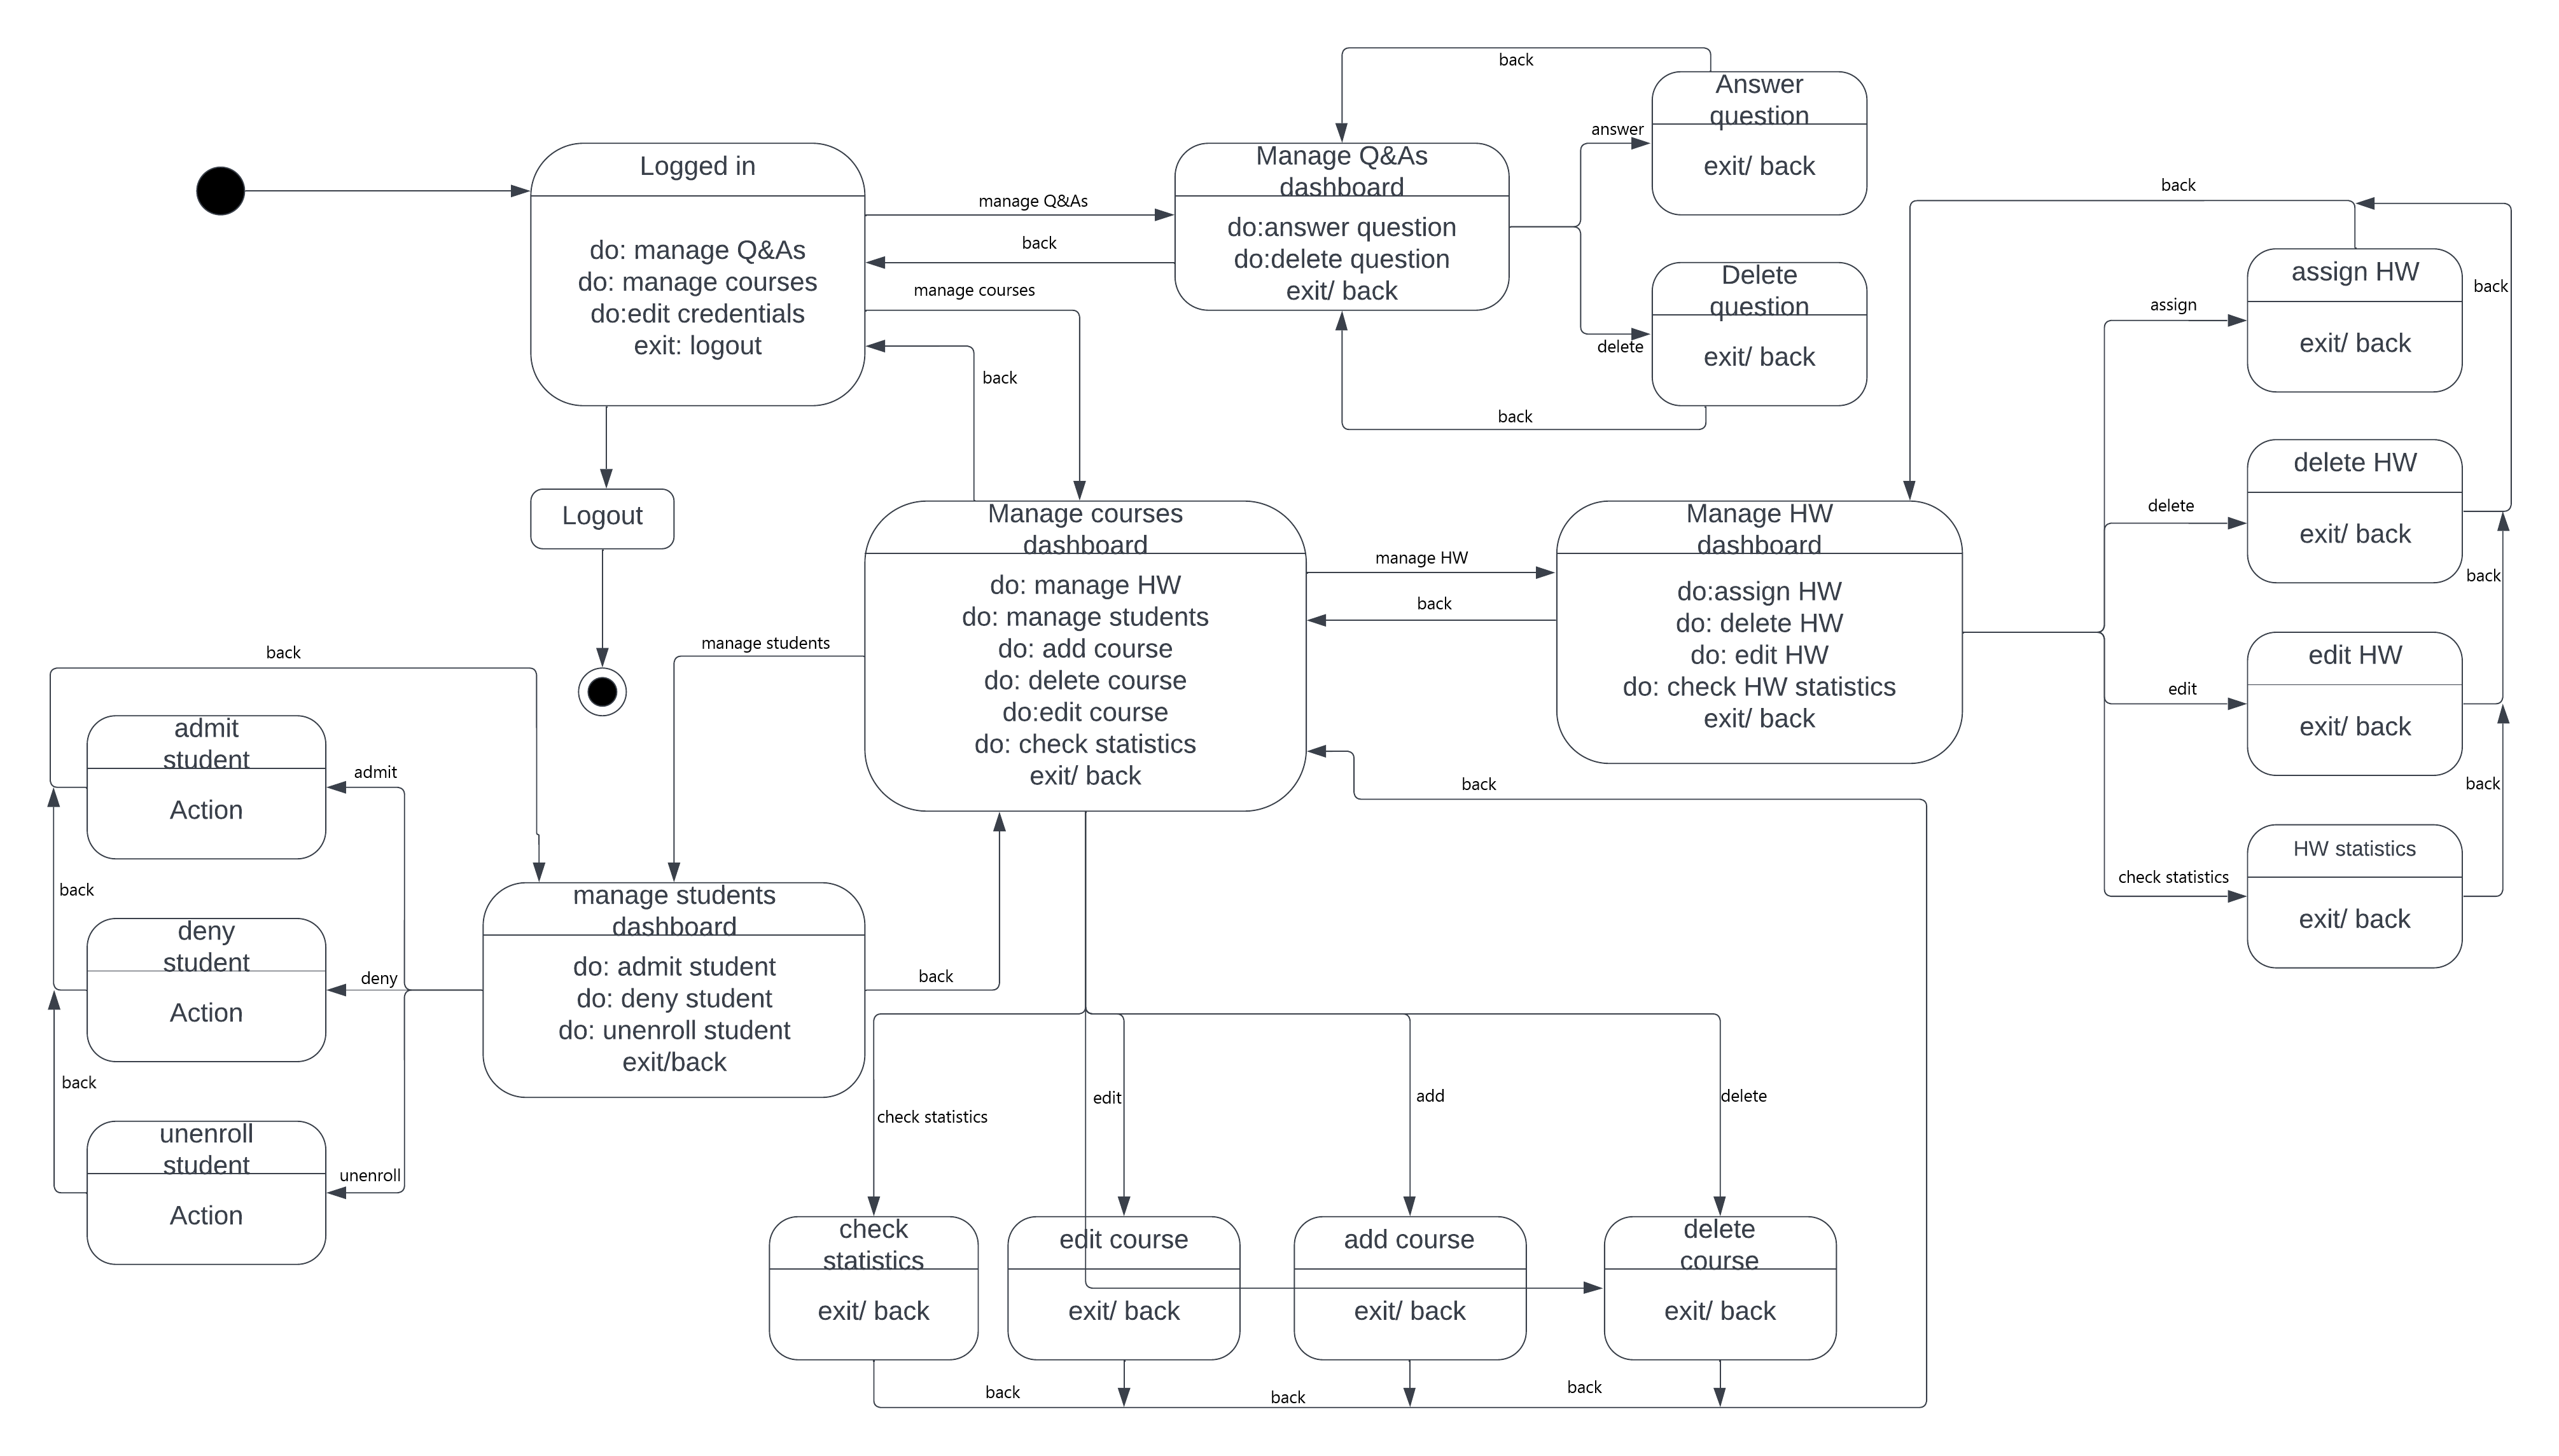 back
Answer
question
answer
exit/ back
Logged in
do: manage Q&As
do: manage courses
do:edit credentials
exit: logout
manage Q&As
back
manage courses
back
Manage Q&As
dashboard
do:answer question
do:delete question
exit/ back
Delete
question
delete
exit/ back
back
back
assign HW
exit/ back
assign
back
delete HW
exit/ back
delete
back
edit HW
exit/ back
edit
back
HW statistics
exit/ back
check statistics
Logout
Manage courses
dashboard
do: manage HW
do: manage students
do: add course
do: delete course
do:edit course
do: check statistics
exit/ back
manage HW
back
Manage HW
dashboard
do:assign HW
do: delete HW
do: edit HW
do: check HW statistics
exit/ back
back
manage students
back
admit
student
Action
admit
back
deny
student
Action
deny
back
unenroll
student
Action
unenroll
manage students
dashboard
do: admit student
do: deny student
do: unenroll student
exit/back
back
check statistics
edit
add
delete
check
statistics
exit/ back
edit course
exit/ back
add course
exit/ back
delete
course
exit/ back
back
back
back